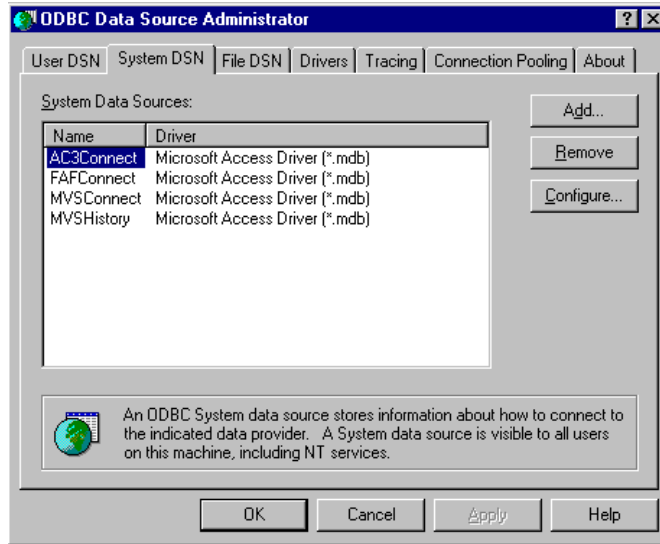 ODBC Data Source Administrator
User DSN System DSN File DSN Drivers Tracing Connection Pooling About
System Data Sources:
Add...
Name Driver
AC3Connect Microsoft Access Driver (*.mdb)
Remove
FAFConnect Microsoft Access Driver (*.mdb)
MVSConnect Microsoft Access Driver (*.mdb)
Configure...
MVSHistory Microsoft Access Driver (*.mdb)
An ODBC System data source stores information about how to connect to
the indicated data provider. A System data source is visible to all users
on this machine, including NT services.
OK Cancel Apply Help